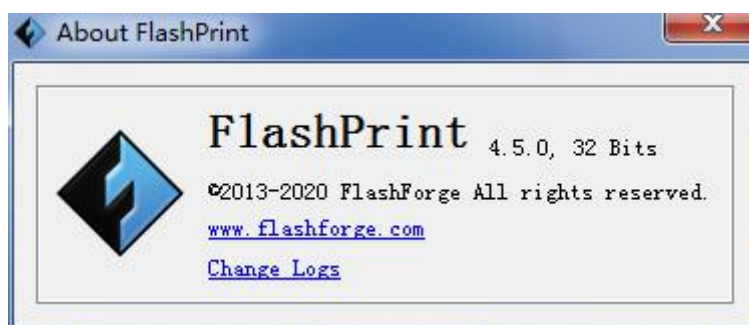 About FlashPrint
FlashPrint 4.5.0, 32 Bits
©2013-2020 FlashForge All rights reserved.
www.flashforge.com
Change Logs